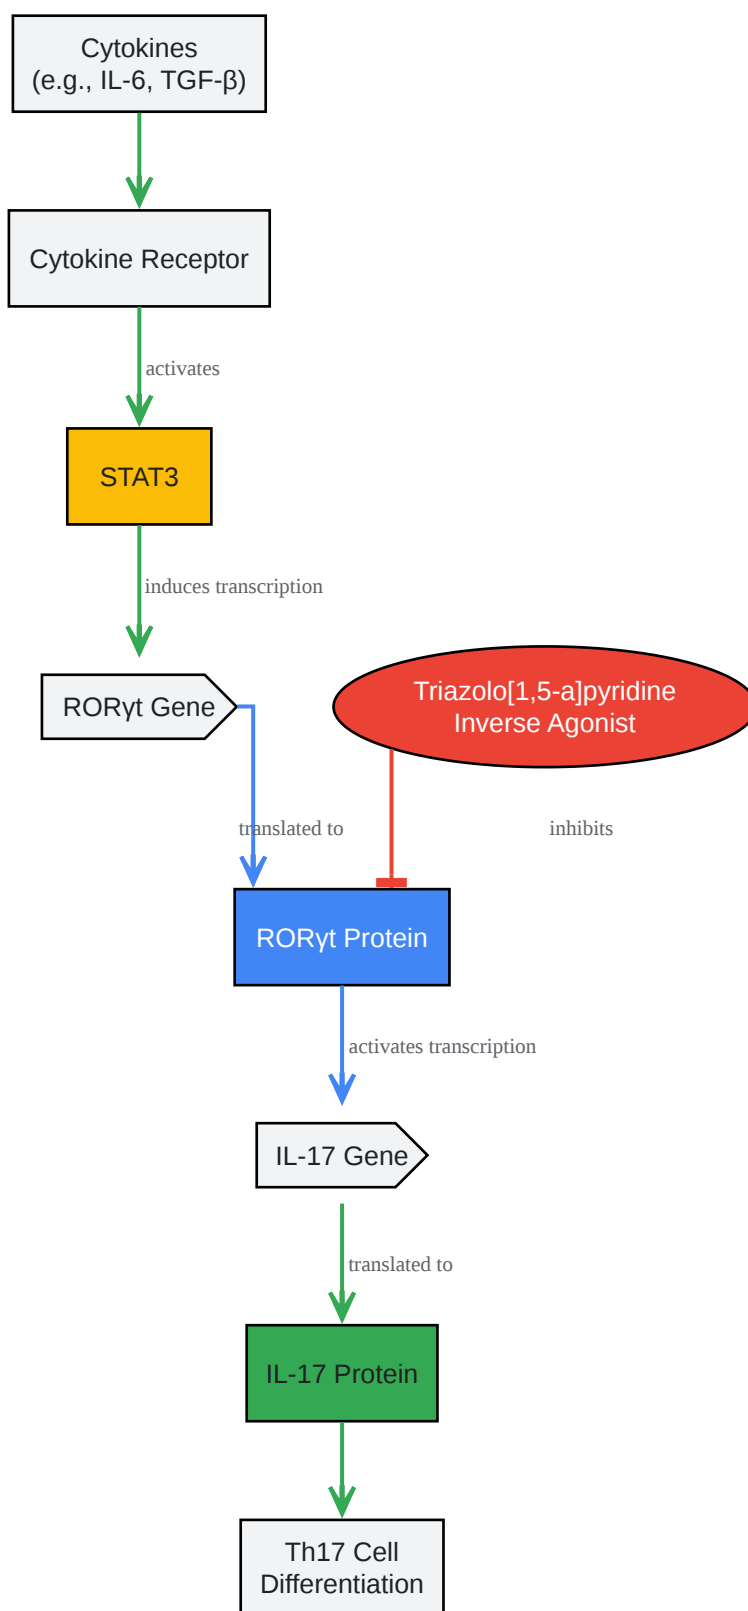 Cytokines
(e.g., IL-6, TGF-β)
Cytokine Receptor
activates
STAT3
induces transcription
RORγt Gene
Triazolo[1,5-a]pyridine
Inverse Agonist
translated to
inhibits
RORγt Protein
activates transcription
IL-17 Gene
translated to
IL-17 Protein
Th17 Cell
Differentiation